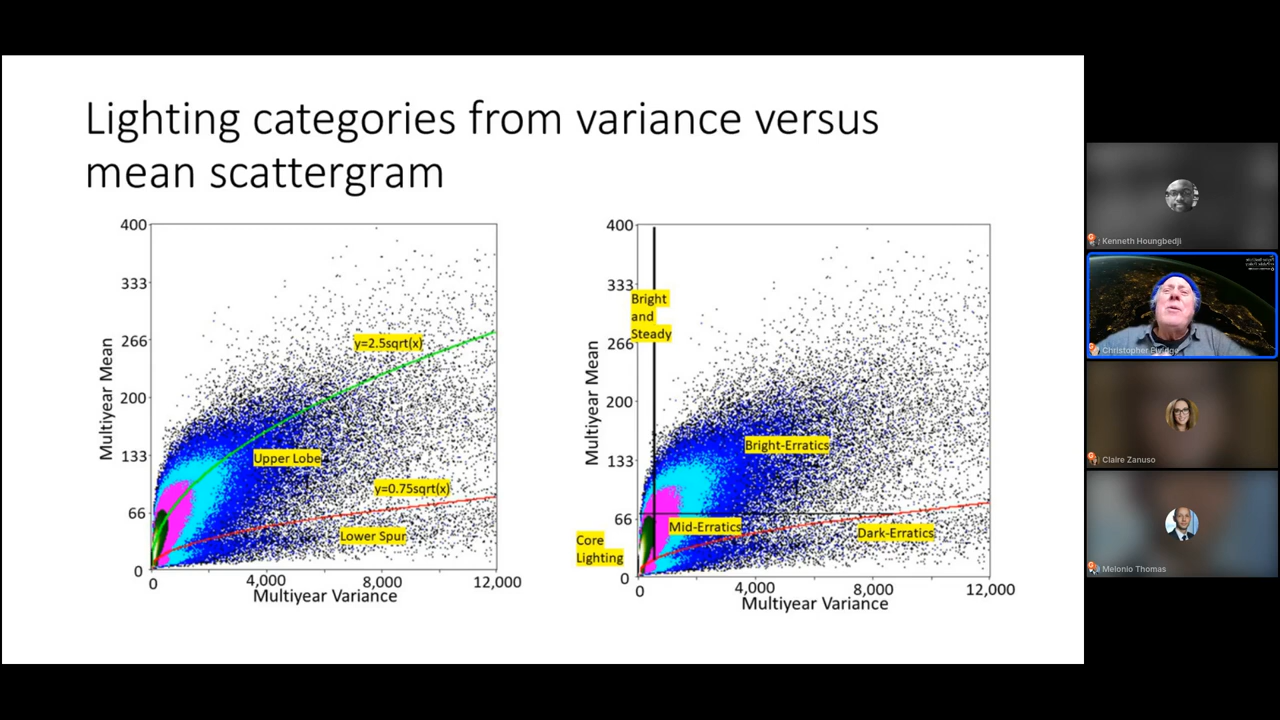 Lighting categories from variance versus
mean scattergram
400
333
266
200
133
66
0
Multiyear Mean
y=2.5sqrt(x)
Upper Lobe
y=0.75sqrt(x)
Lower Spur
0
4,000
8,000
12,000
Multiyear Variance
400
333
266
200
133
66
0
Multiyear Mean
Bright
and
Steady
Bright-Erratics
Mid-Erratics
Dark-Erratics
Core
Lighting
0
4,000
8,000
12,000
Multiyear Variance
Kenneth Houngbedji
Christopher
Claire Zanuso
Melonio Thomas